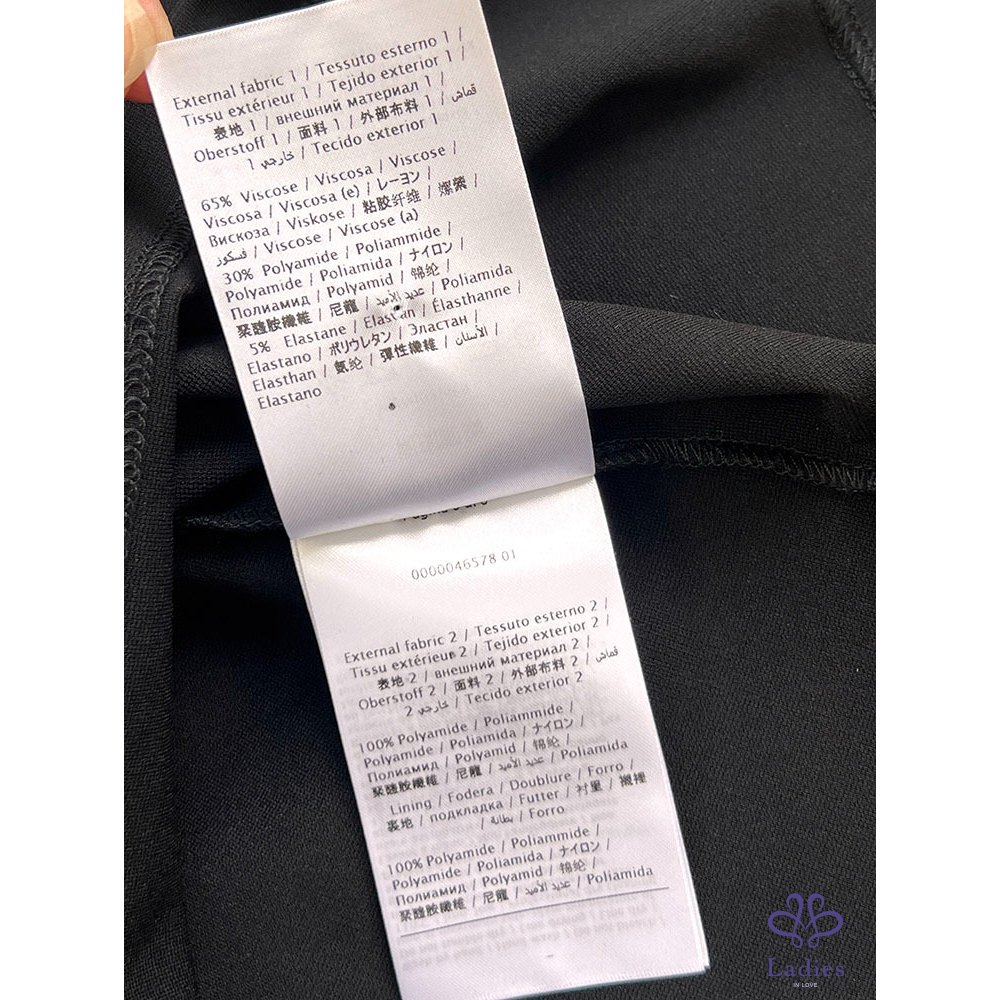 External fabric 1 / Tessuto esterno 1 /
Tissu extérieur 1 / Tejido exterior 1 /
表地 1 / внешний материал 1 /
Oberstoff 1 / 面料 1 / 外部布料 1 / قماش
خارجي 1 / Tecido exterior 1
65% Viscose / Viscosa / Viscose /
Viscosa / Viscosa (e) / レーヨン /
Вискоза / Viskose / 粘胶纤维 / 嫘縈 /
فسكوز / Viscose / Viscose (a)
30% Polyamide / Poliammide /
Polyamide / Poliamida / ナイロン /
Полиамид / Polyamid / 锦纶 /
聚醯胺纖維 / 尼龍 / عديد الأميد / Poliamida
5% Elastane / Elastan / Élasthanne /
Elastano / ポリウレタン / Эластан /
Elasthan / 氨纶 / 彈性纖維 / الأستان /
Elastano
0000046578 01
External fabric 2 / Tessuto esterno 2 /
Tissu extérieur 2 / Tejido exterior 2 /
表地 2 / внешний материал 2 /
Oberstoff 2 / 面料 2 / 外部布料 2 / قماش
خارجي 2 / Tecido exterior 2
100% Polyamide / Poliammide /
Polyamide / Poliamida / ナイロン /
Полиамид / Polyamid / 锦纶 /
聚醯胺纖維 / 尼龍 / عديد الأميد / Poliamida
Lining / Fodera / Doublure / Forro /
裏地 / подкладка / Futter / 衬里 / 襯裡
/ بطانة / Forro
100% Polyamide / Poliammide /
Polyamide / Poliamida / ナイロン /
Полиамид / Polyamid / 锦纶 /
聚醯胺纖維 / 尼龍 / عديد الأميد / Poliamida
Ladies
IN LOVE